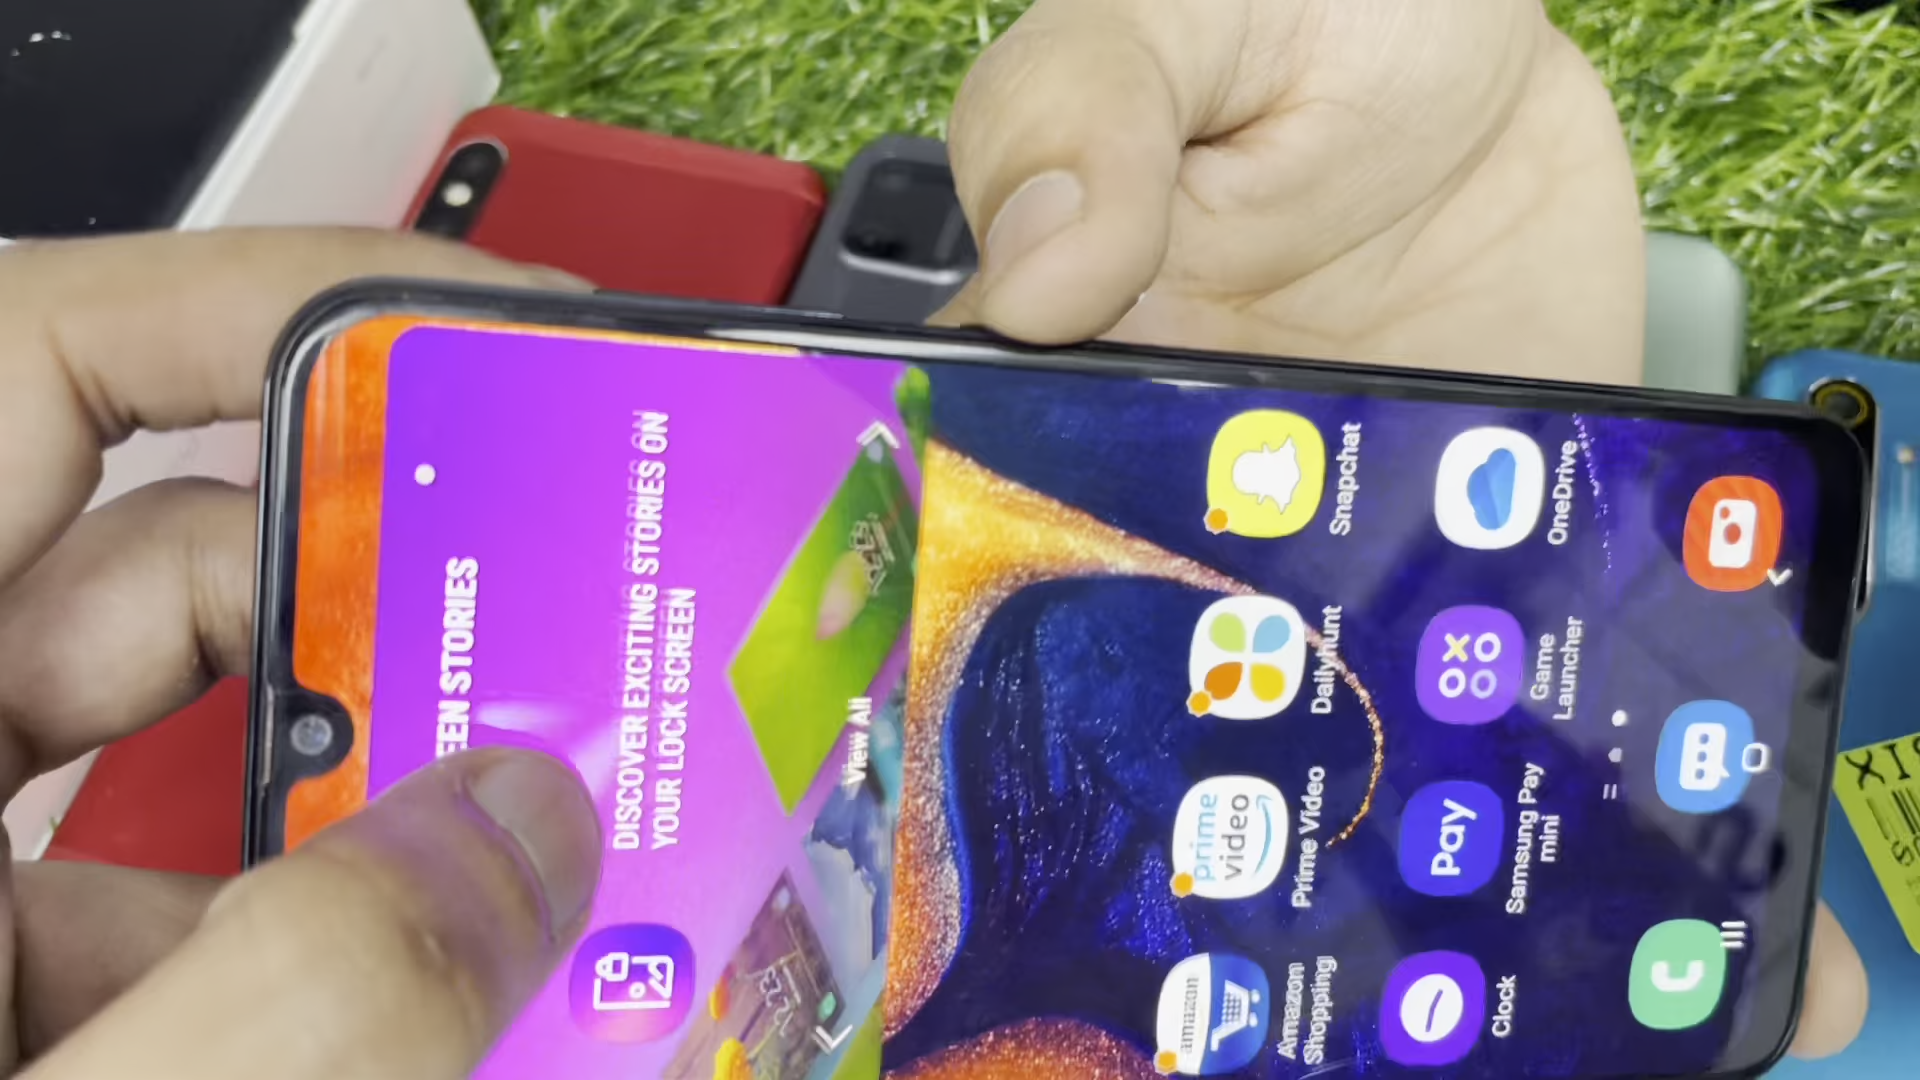 EEN STORIES
DISCOVER EXCITING STORIES ON
YOUR LOCK SCREEN
View All
amazon
Amazon
Shopping
prime
video
Prime Video
Dailyhunt
Snapchat
Clock
Pay
Samsung Pay
mini
Game
Launcher
OneDrive